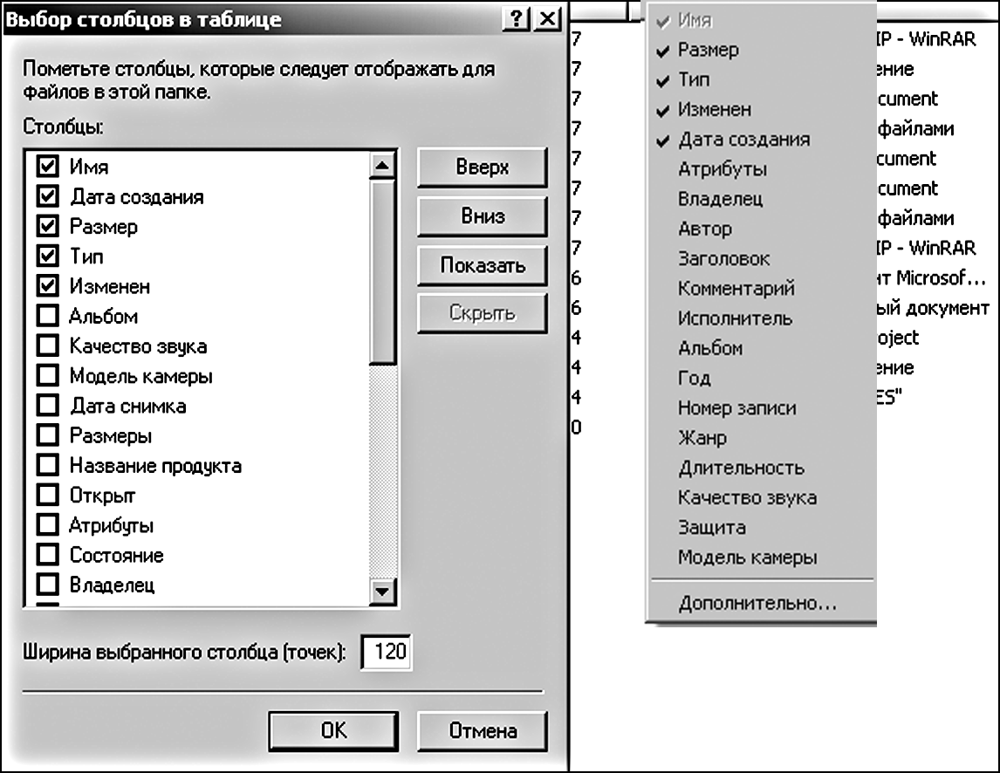 Выбор столбцов в таблице
Пометьте столбцы, которые следует отображать для
файлов в этой папке.
Столбцы:
Имя
Дата создания
Размер
Тип
Изменен
Альбом
Качество звука
Модель камеры
Дата снимка
Размеры
Название продукта
Открыт
Атрибуты
Состояние
Владелец
Вверх
Вниз
Показать
Скрыть
Ширина выбранного столбца (точек): 120
ОК
Отмена
7
7
7
7
7
7
7
7
6
6
4
4
4
0
Имя
Размер
Тип
Изменен
Дата создания
Атрибуты
Владелец
Автор
Заголовок
Комментарий
Исполнитель
Альбом
Год
Номер записи
Жанр
Длительность
Качество звука
Защита
Модель камеры
Дополнительно...
IP - WinRAR
ение
cument
файлами
cument
cument
файлами
IP - WinRAR
нт Microsof...
ый документ
oject
ение
ES"